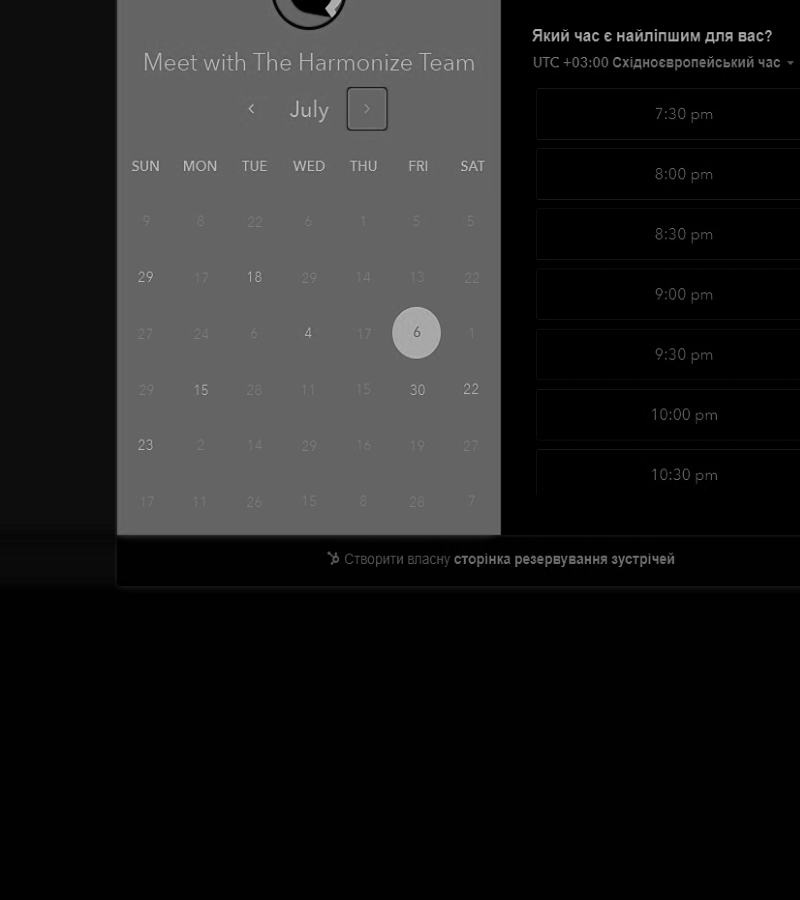 Meet with The Harmonize Team
July
SUN MON TUE WED THU FRI SAT
9 8 22 6 1 5 5
29 17 18 29 14 13 22
27 24 6 4 17 6 1
29 15 28 11 15 30 22
23 2 14 29 16 19 27
17 11 26 15 8 28 7
Який час є найліпшим для вас?
UTC +03:00 Східноєвропейський час
7:30 pm
8:00 pm
8:30 pm
9:00 pm
9:30 pm
10:00 pm
10:30 pm
Створити власну сторінка резервування зустрічей